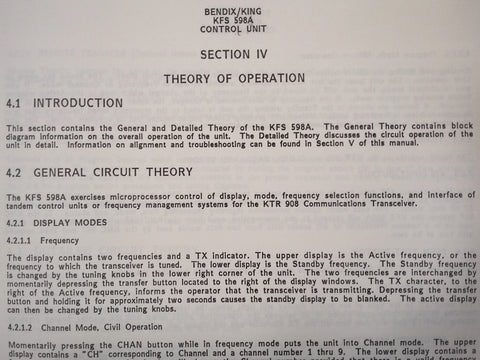 BENDIX/KING
KFS 598A
CONTROL UNIT
SECTION IV
THEORY OF OPERATION
4.1 INTRODUCTION
This section contains the General and Detailed Theory of the KFS 598A. The General Theory contains block
diagram information on the overall operation of the unit. The Detailed Theory discusses the circuit operation of the
unit in detail. Information on alignment and troubleshooting can be found in Section V of this manual.
4.2 GENERAL CIRCUIT THEORY
The KFS 598A exercises microprocessor control of display, mode, frequency selection functions, and interface of
tandem control units or frequency management systems for the KTR 908 Communications Transceiver.
4.2.1 DISPLAY MODES
4.2.1.1 Frequency
The display contains two frequencies and a TX indicator. The upper display is the Active frequency, or the
frequency to which the transceiver is tuned. The lower display is the Standby frequency. The Standby frequency
is changed by the tuning knobs in the lower right corner of the unit. The two frequencies are interchanged by
momentarily depressing the transfer button located to the right of the display windows. The TX character, to the
right of the Active frequency, informs the operator that the transceiver is transmitting. Depressing the transfer
button and holding it for approximately two seconds causes the standby display to be blanked. The active display
can then be changed by the tuning knobs.
4.2.1.2 Channel Mode, Civil Operation
Momentarily pressing the CHAN button while in frequency mode puts the unit into Channel mode. The upper
display contains a "CH" corresponding to Channel and a channel number 1 thru 9. The lower display contains a